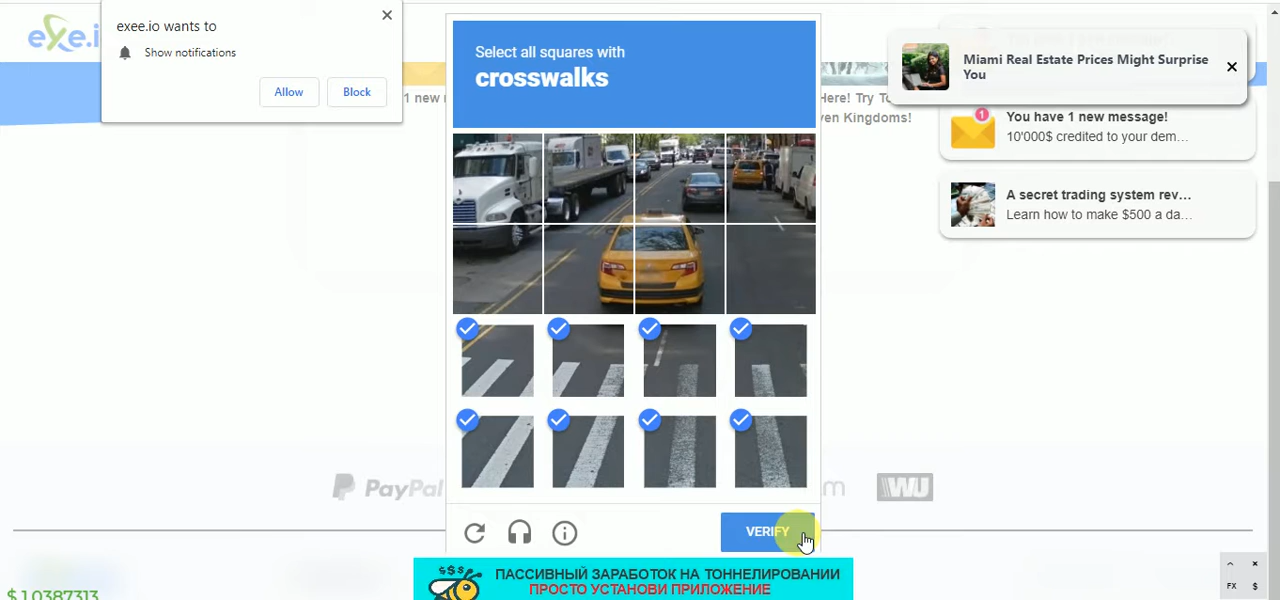 exee.io wants to
Show notifications
Allow
Block
exe.i
1 new
Select all squares with
crosswalks
Here! Try To
ven Kingdoms!
Miami Real Estate Prices Might Surprise
You
You have 1 new message!
10'000$ credited to your dem...
A secret trading system rev...
Learn how to make $500 a da...
PayPal
m
WU
VERIFY
$$$
ПАССИВНЫЙ ЗАРАБОТОК НА ТОННЕЛИРОВАНИИ
ПРОСТО УСТАНОВИ ПРИЛОЖЕНИЕ
$ 1.0387313
FX $